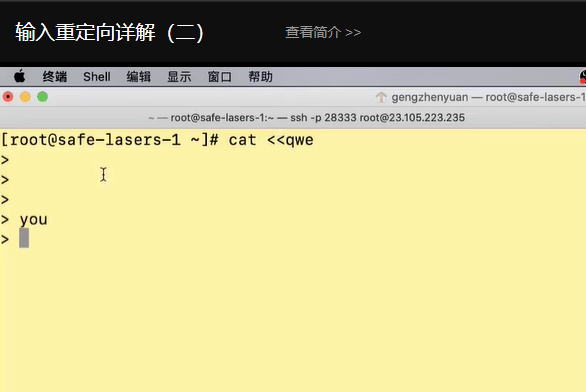 输入重定向详解（二） 查看简介 >>
终端 Shell 编辑 显示 窗口 帮助
gengzhenyuan — root@safe-lasers-1
~ — root@safe-lasers-1:~ — ssh -p 28333 root@23.105.223.235
[root@safe-lasers-1 ~]# cat <<qwe
>
>
>
> you
>